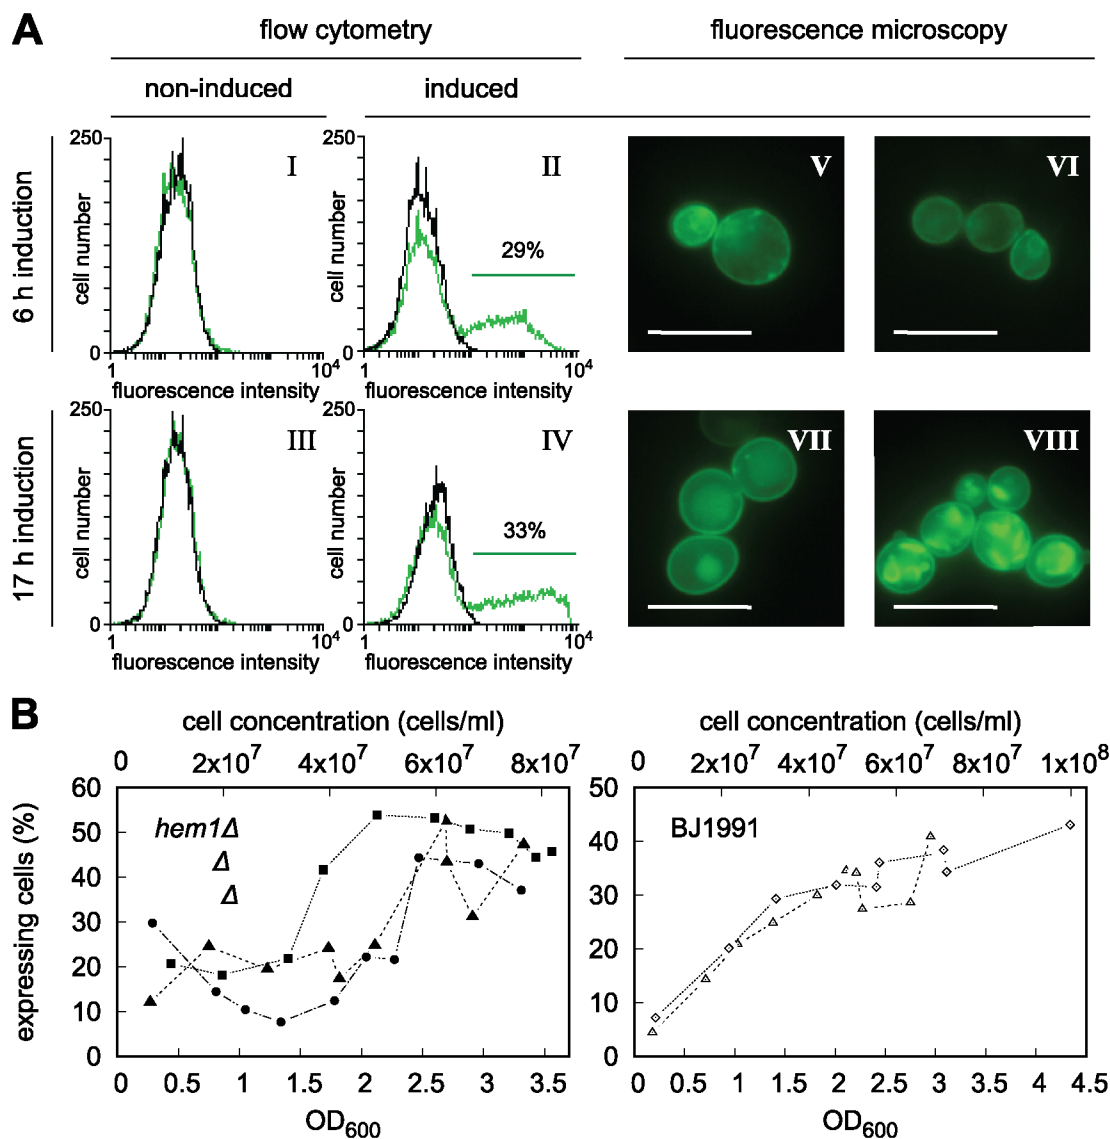 A
flow cytometry
fluorescence microscopy
non-induced
induced
6 h induction
250
cell number
0
1
10⁴
fluorescence intensity
I
250
cell number
0
1
10⁴
fluorescence intensity
II
29%
V
VI
17 h induction
250
cell number
0
1
10⁴
fluorescence intensity
III
250
cell number
0
1
10⁴
fluorescence intensity
IV
33%
VII
VIII
B
cell concentration (cells/ml)
0 2x10⁷ 4x10⁷ 6x10⁷ 8x10⁷
expressing cells (%)
60
50
40
30
20
10
0
hem1Δ
Δ
Δ
0 0.5 1 1.5 2 2.5 3 3.5
OD₆₀₀
cell concentration (cells/ml)
0 2x10⁷ 4x10⁷ 6x10⁷ 8x10⁷ 1x10⁸
50
40
30
20
10
0
BJ1991
0 0.5 1 1.5 2 2.5 3 3.5 4 4.5
OD₆₀₀